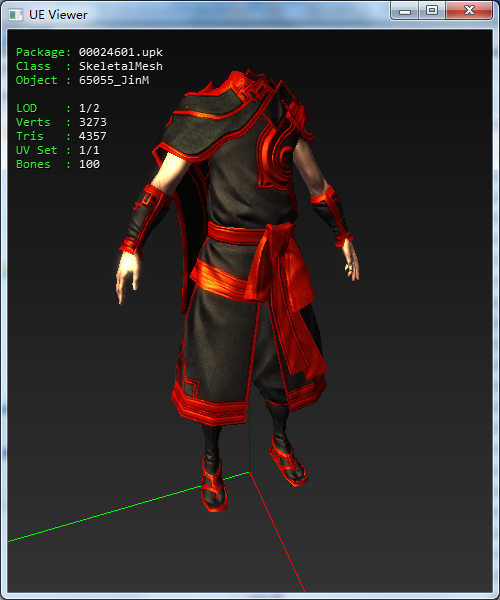 UE Viewer
Package: 00024601.upk
Class : SkeletalMesh
Object : 65055_JinM
LOD : 1/2
Verts : 3273
Tris : 4357
UV Set : 1/1
Bones : 100